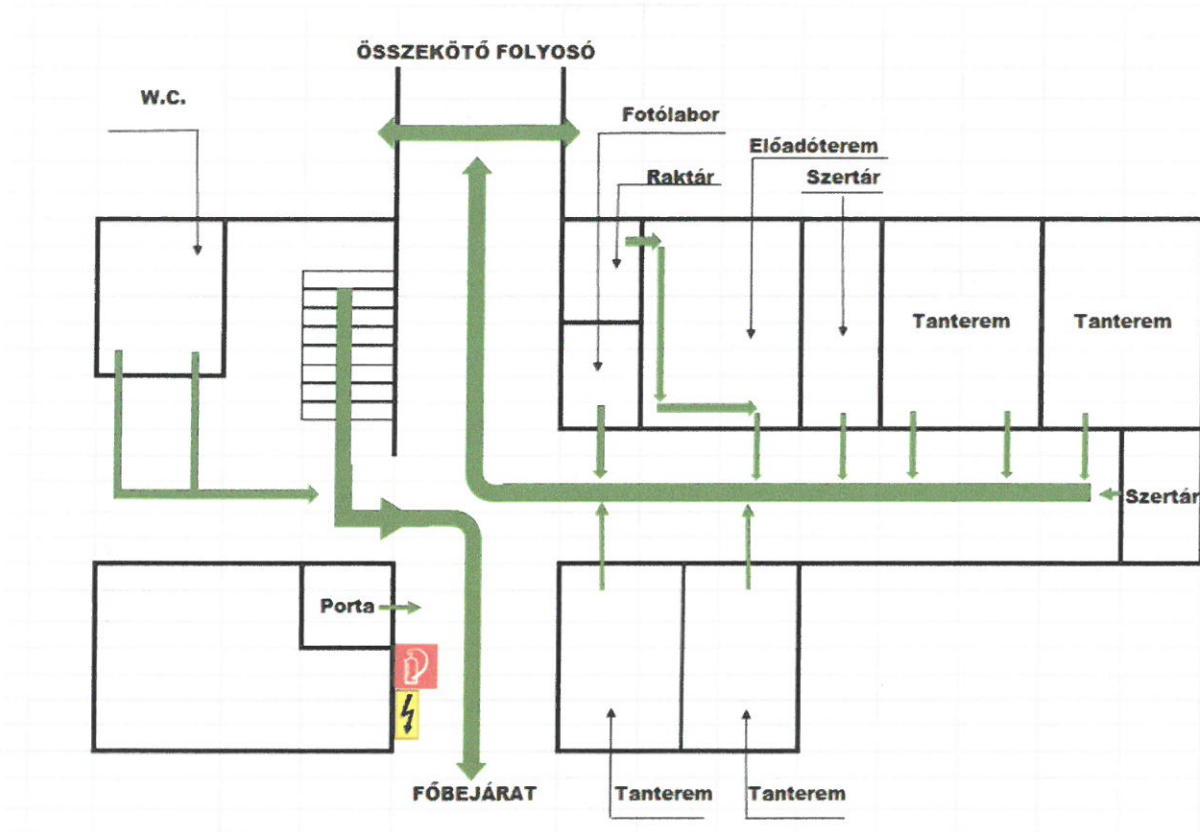 ÖSSZEKÖTŐ FOLYOSÓ
W.C.
Fotólabor
Előadóterem
Raktár
Szertár
Tanterem
Tanterem
Szertár
Porta
FŐBEJÁRAT
Tanterem
Tanterem